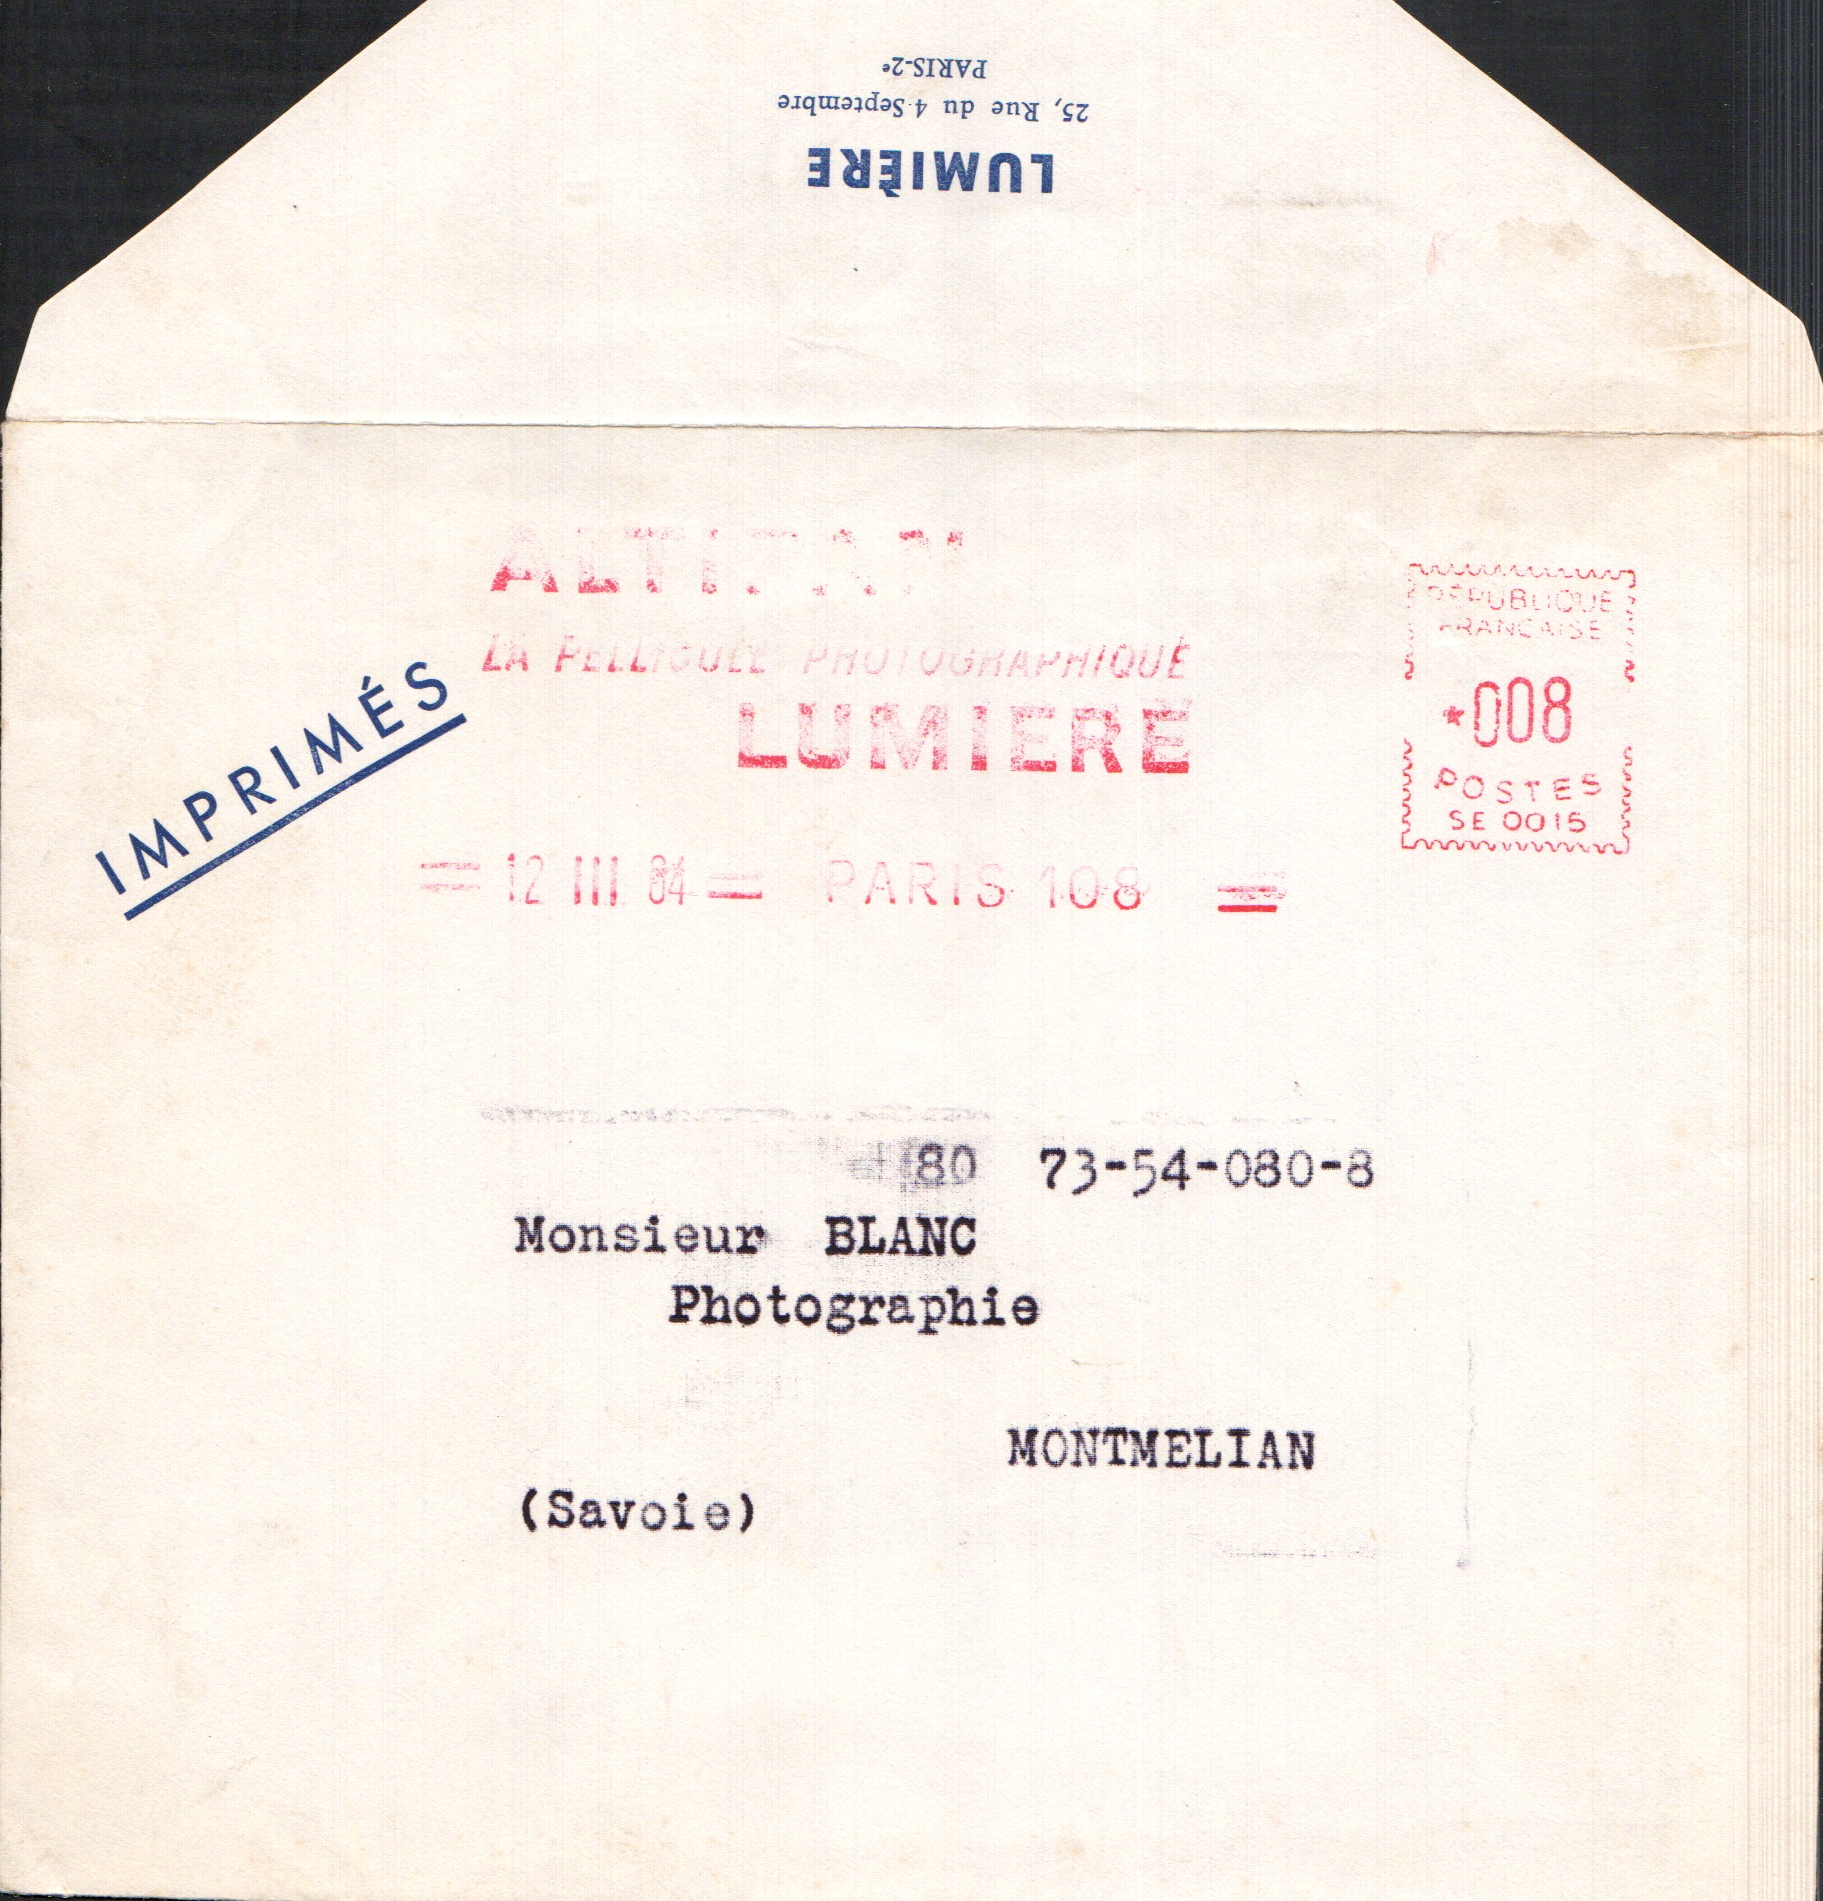 LUMIÈRE
25, Rue du 4 Septembre
PARIS-2e
LA PELLICULE PHOTOGRAPHIQUE
LUMIERE
RÉPUBLIQUE
FRANCAISE
*008
POSTES
SE 0015
IMPRIMÉS
= 12 III 64 = PARIS 108 =
80 73-54-080-8
Monsieur BLANC
Photographie
MONTMELIAN
(Savoie)